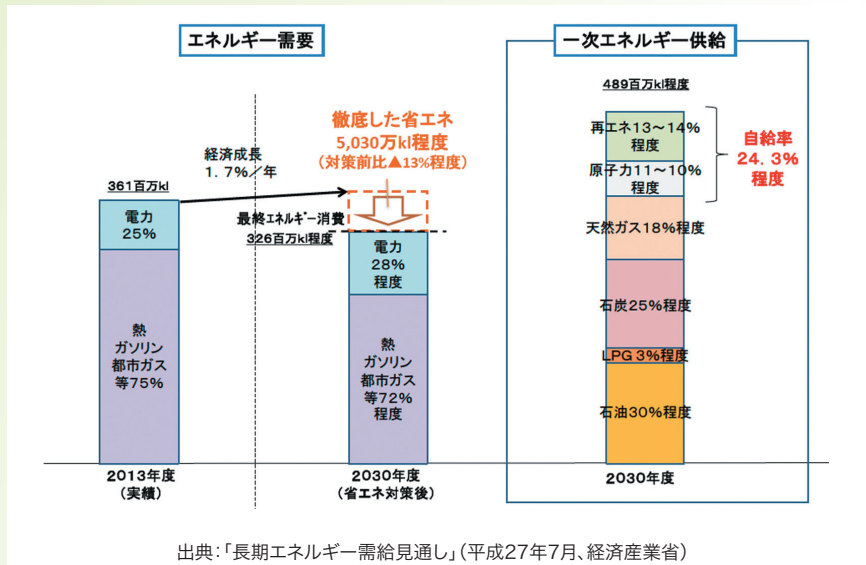 エネルギー需要
一次エネルギー供給
489百万kl程度
徹底した省エネ
5,030万kl程度
(対策前比▲13%程度)
経済成長
1.7%/年
361百万kl
電力
25%
熱
ガソリン
都市ガス
等75%
2013年度
(実績)
最終エネルギー消費
326百万kl程度
電力
28%
程度
熱
ガソリン
都市ガス
等72%
程度
2030年度
(省エネ対策後)
再エネ13~14%
程度
原子力11~10%
程度
天然ガス18%程度
石炭25%程度
LPG 3%程度
石油30%程度
2030年度
自給率
24.3%
程度
出典:「長期エネルギー需給見通し」(平成27年7月、経済産業省)